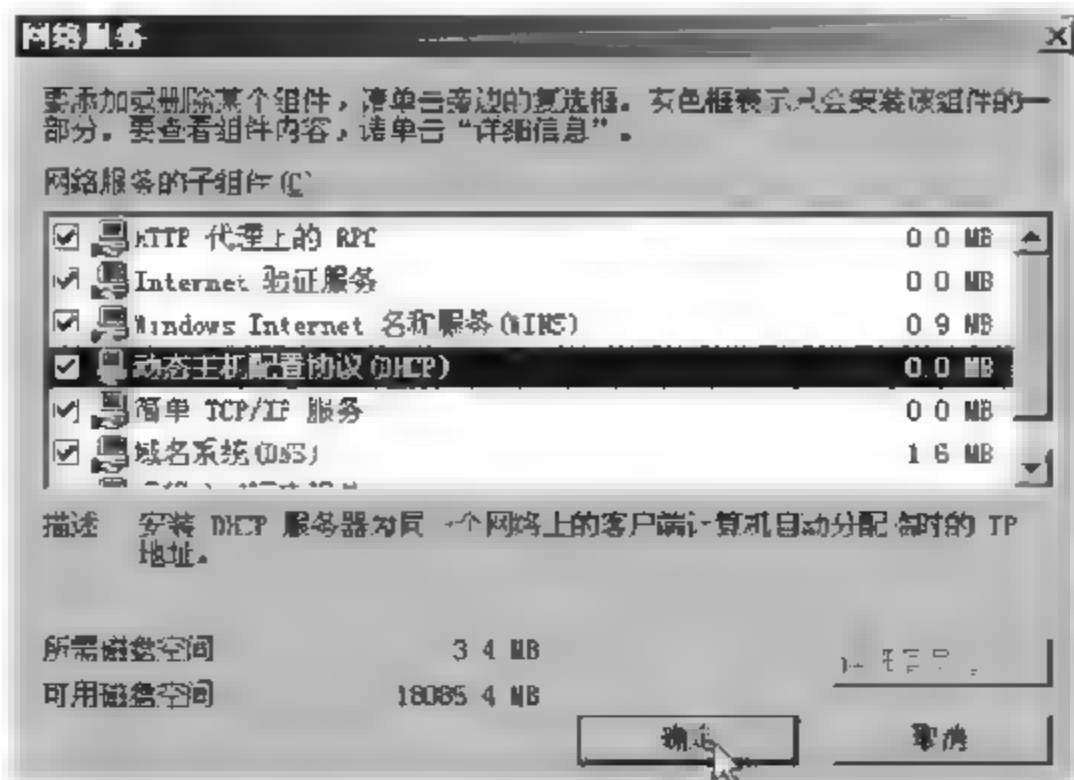 网络服务
要添加或删除某个组件，请单击旁边的复选框。灰色框表示只会安装该组件的一
部分。要查看组件内容，请单击“详细信息”。
网络服务的子组件(C)
HTTP 代理上的 RPC 0.0 MB
Internet 验证服务 0.0 MB
Windows Internet 名称服务(WINS) 0.9 MB
动态主机配置协议(DHCP) 0.0 MB
简单 TCP/IP 服务 0.0 MB
域名系统(DNS) 1.6 MB
描述 安装 DHCP 服务器为同一个网络上的客户端计算机自动分配临时的 IP
地址。
所需磁盘空间 3.4 MB
可用磁盘空间 18085.4 MB
确定 取消